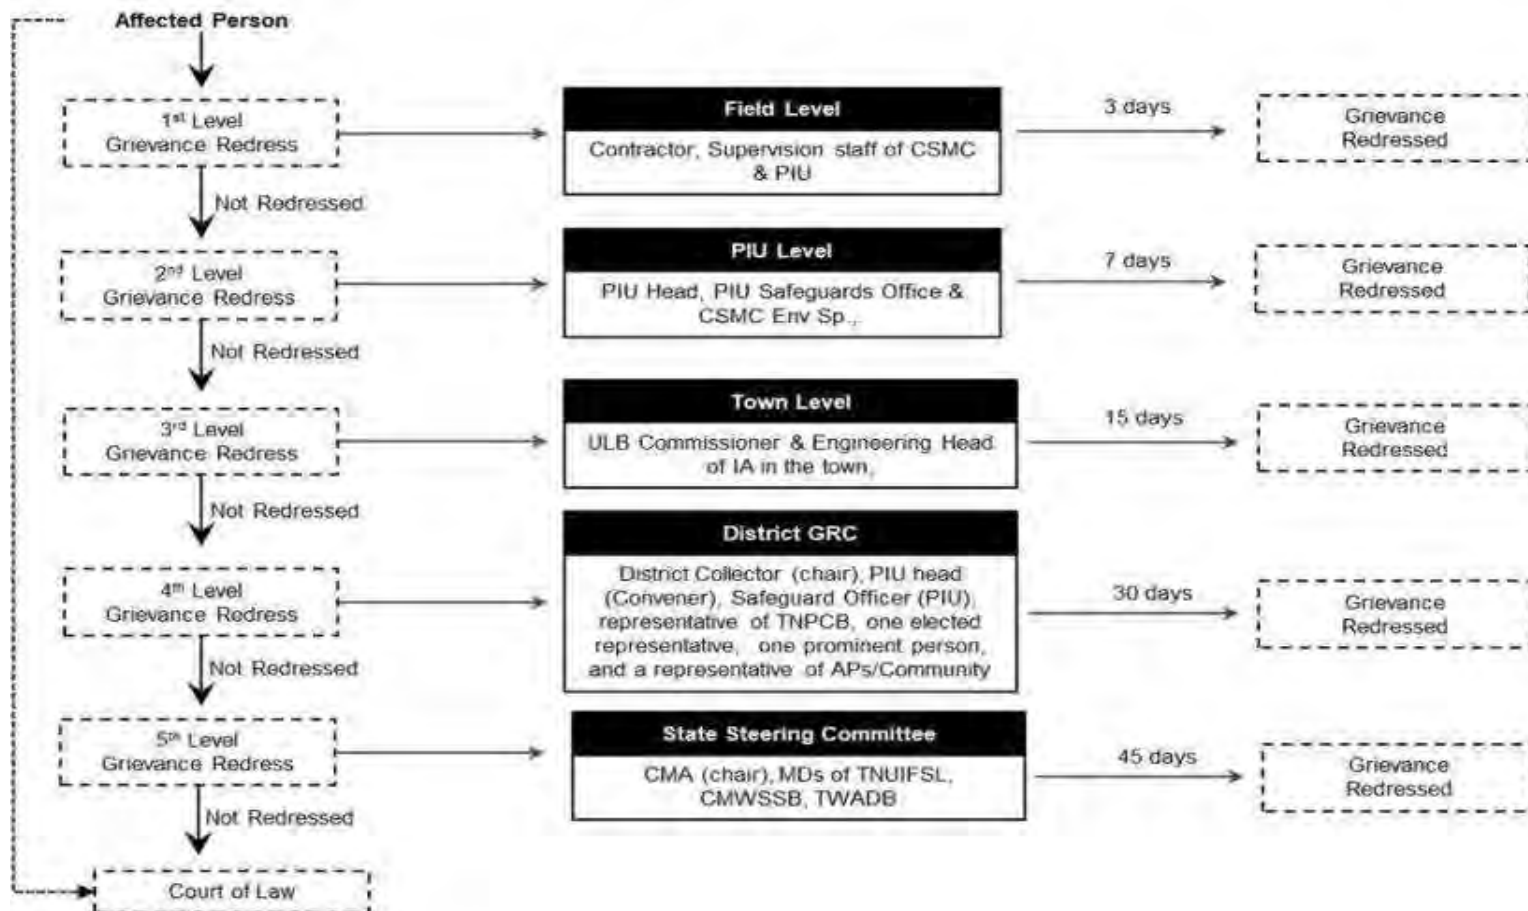 Affected Person
1st Level
Grievance Redress
Field Level
Contractor, Supervision staff of CSMC
& PIU
3 days
Grievance
Redressed
Not Redressed
2nd Level
Grievance Redress
PIU Level
PIU Head, PIU Safeguards Office &
CSMC Env Sp.,
7 days
Grievance
Redressed
Not Redressed
3rd Level
Grievance Redress
Town Level
ULB Commissioner & Engineering Head
of IA in the town,
15 days
Grievance
Redressed
Not Redressed
4th Level
Grievance Redress
District GRC
District Collector (chair), PIU head
(Convener), Safeguard Officer (PIU),
representative of TNPCB, one elected
representative, one prominent person,
and a representative of APs/Community
30 days
Grievance
Redressed
Not Redressed
5th Level
Grievance Redress
State Steering Committee
CMA (chair), MDs of TNUIFSL,
CMWSSB, TWADB
45 days
Grievance
Redressed
Not Redressed
Court of Law